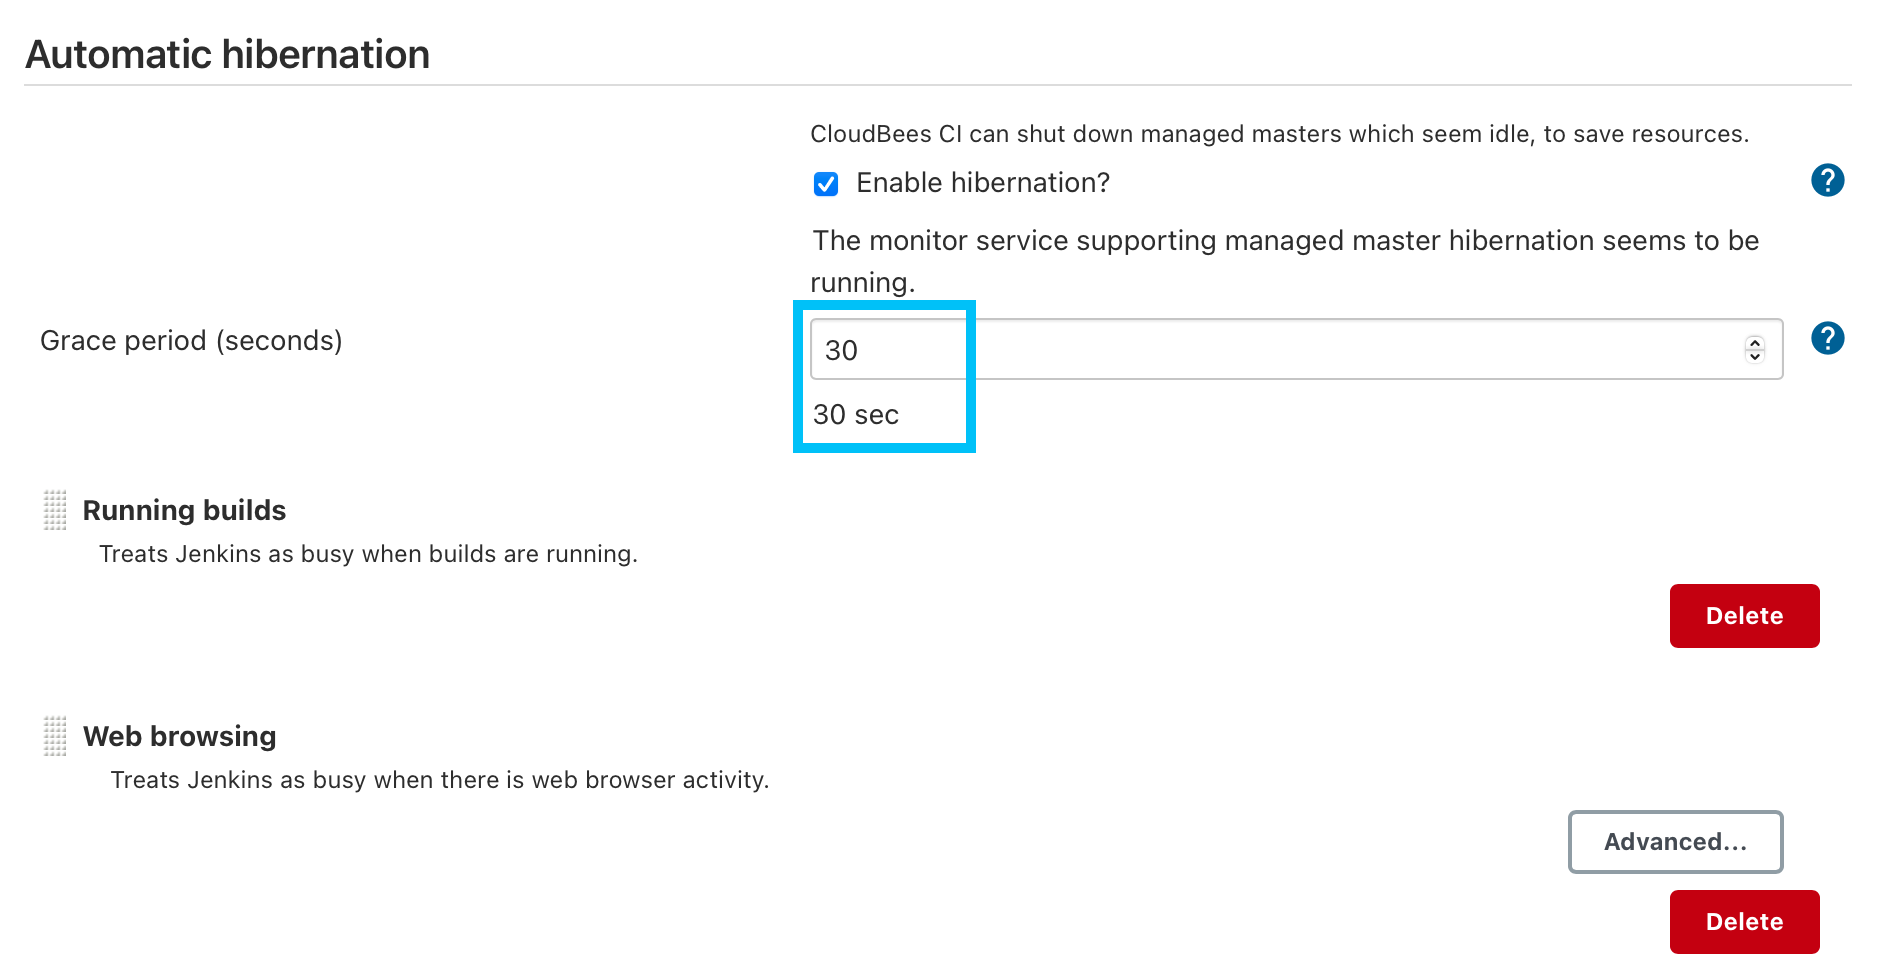 Automatic hibernation
CloudBees CI can shut down managed masters which seem idle, to save resources.
Enable hibernation?
?
The monitor service supporting managed master hibernation seems to be
running.
Grace period (seconds)
30
?
30 sec
Running builds
Treats Jenkins as busy when builds are running.
Delete
Web browsing
Treats Jenkins as busy when there is web browser activity.
Advanced...
Delete